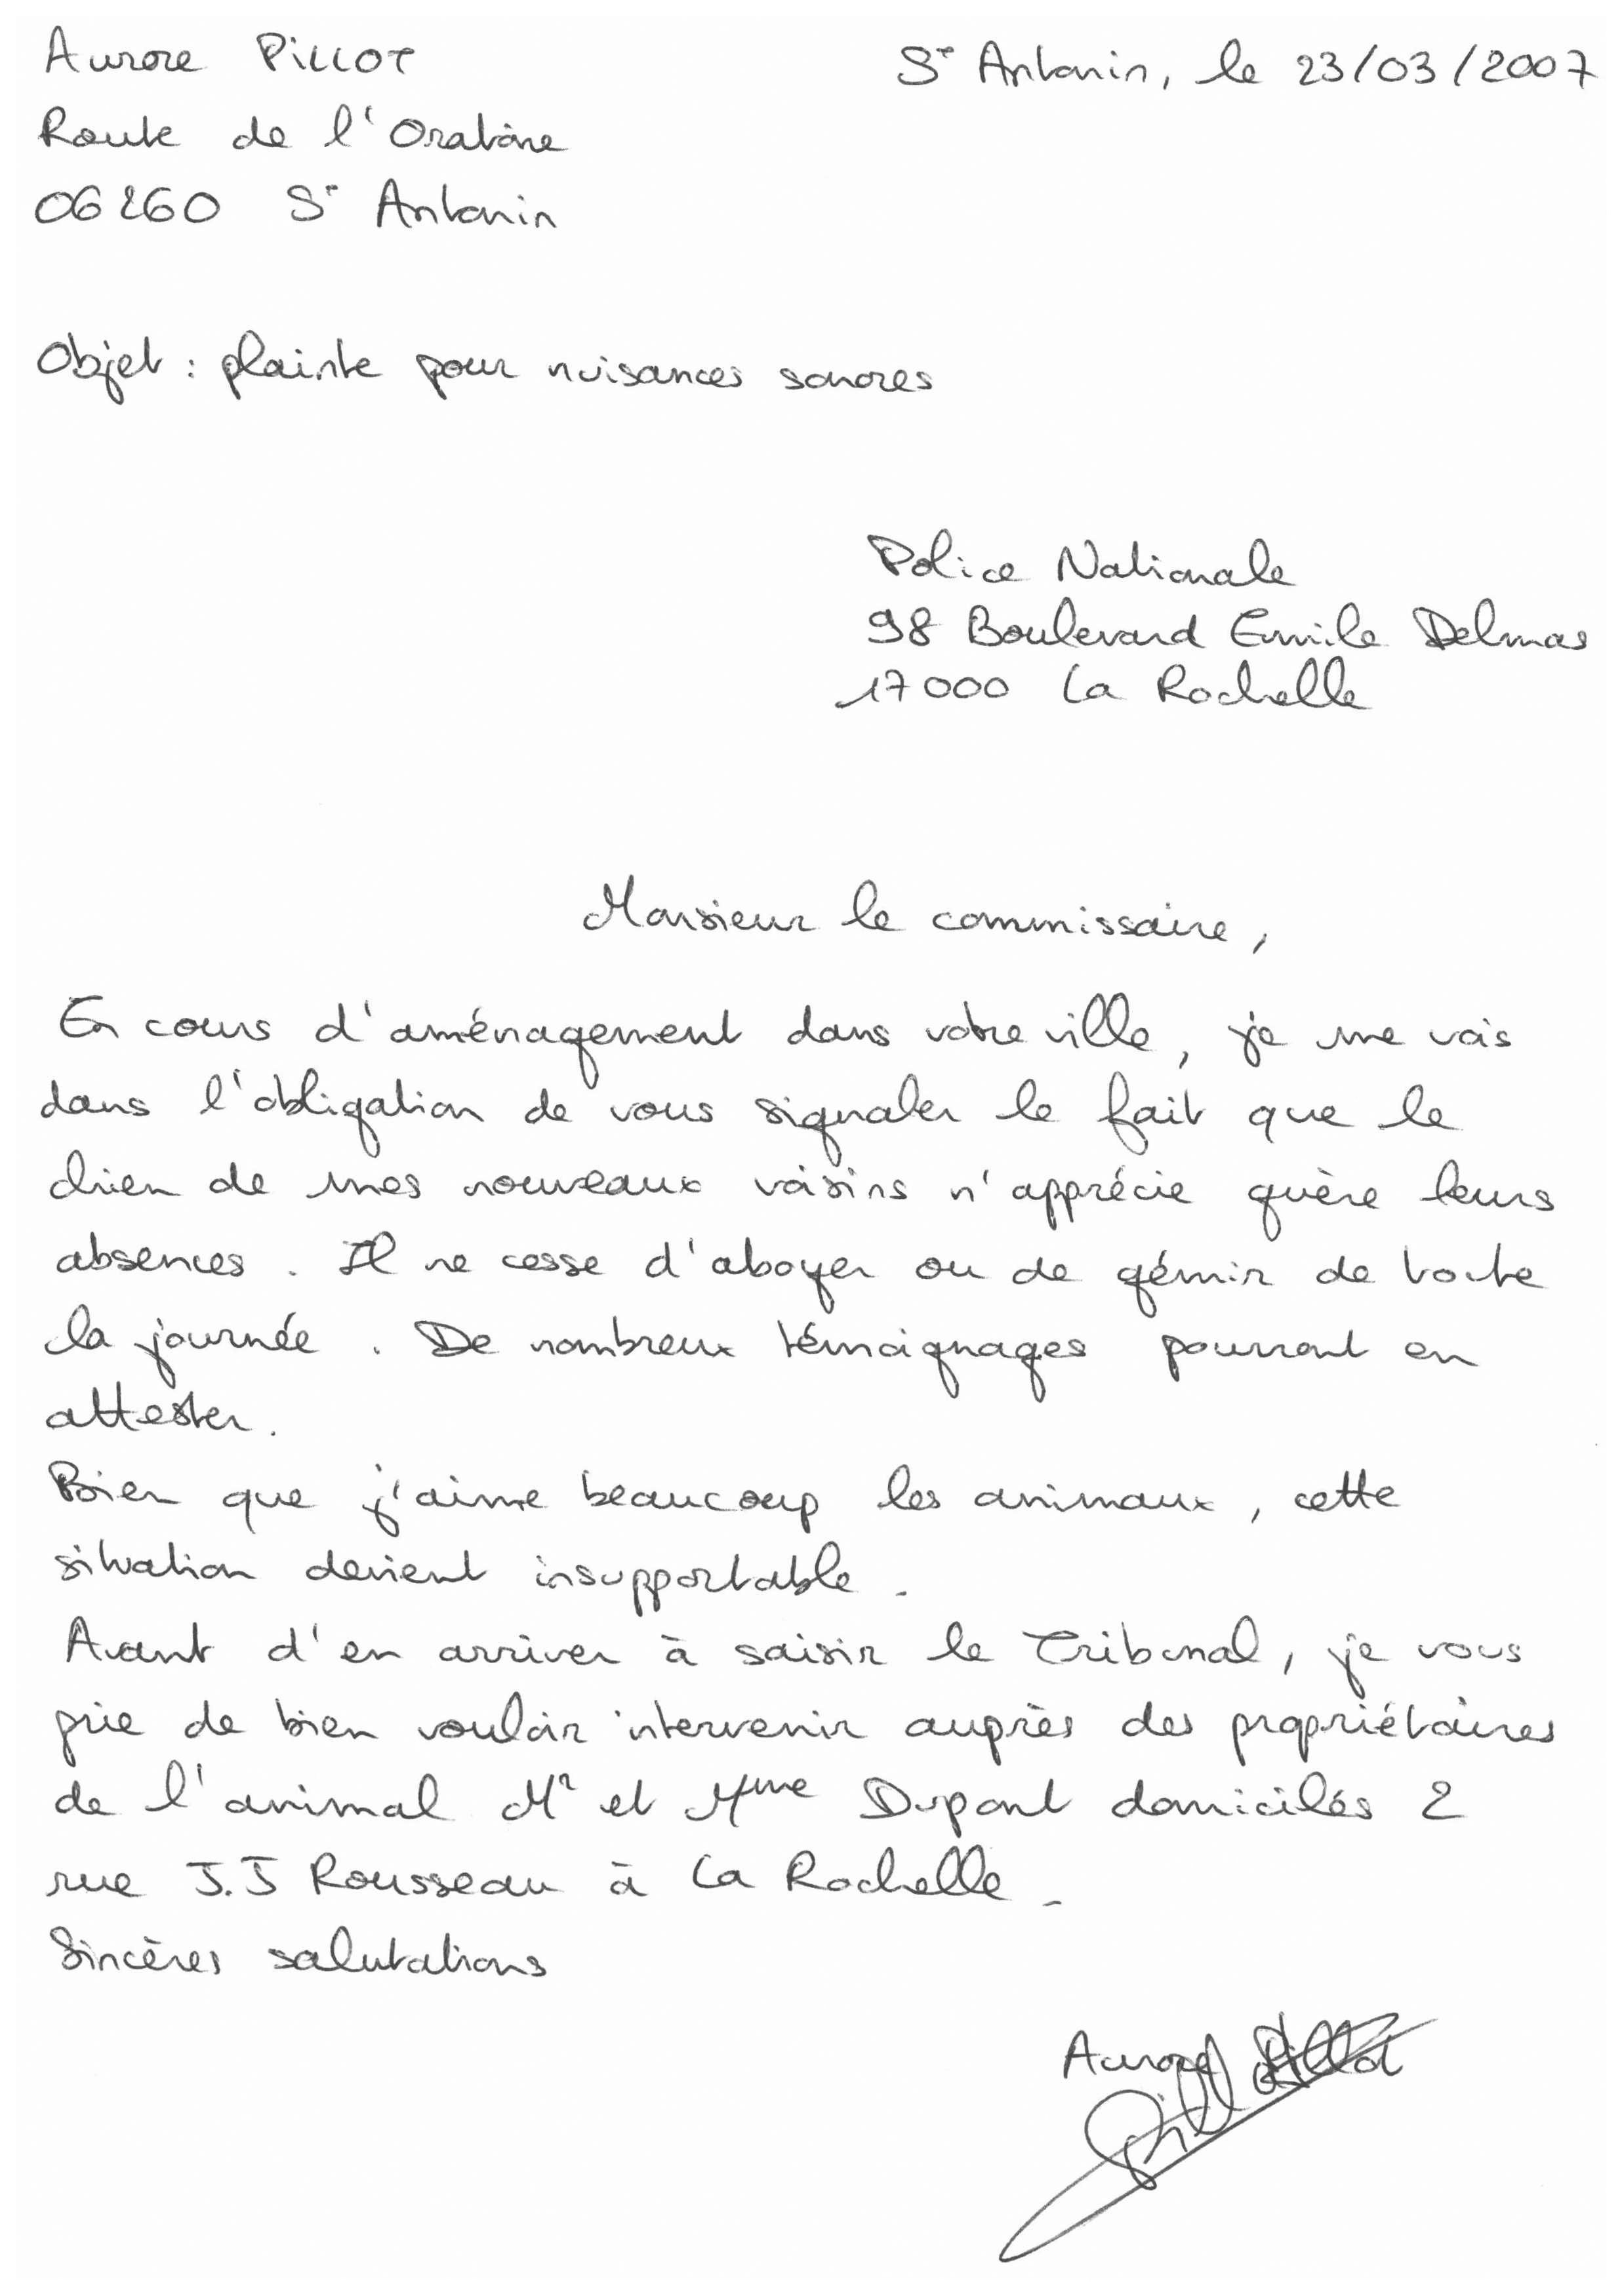 Aurore PILLOT
St Antonin, le 23/03/2007
Route de l'Oratoire
06260 St Antonin
Objet : plainte pour nuisances sonores
Police Nationale
98 Boulevard Emile Delmas
17000 La Rochelle
Monsieur le commissaire,
En cours d'aménagement dans votre ville, je me vois
dans l'obligation de vous signaler le fait que le
chien de mes nouveaux voisins n'apprécie guère leurs
absences. Il ne cesse d'aboyer ou de gémir de toute
la journée. De nombreux témoignages pourront en
attester.
Bien que j'aime beaucoup les animaux, cette
situation devient insupportable.
Avant d'en arriver à saisir le Tribunal, je vous
prie de bien vouloir intervenir auprès des propriétaires
de l'animal Mr et Mme Dupont domicilés 2
rue J.J Rousseau à La Rochelle.
Sincères salutations
Aurore Pillot